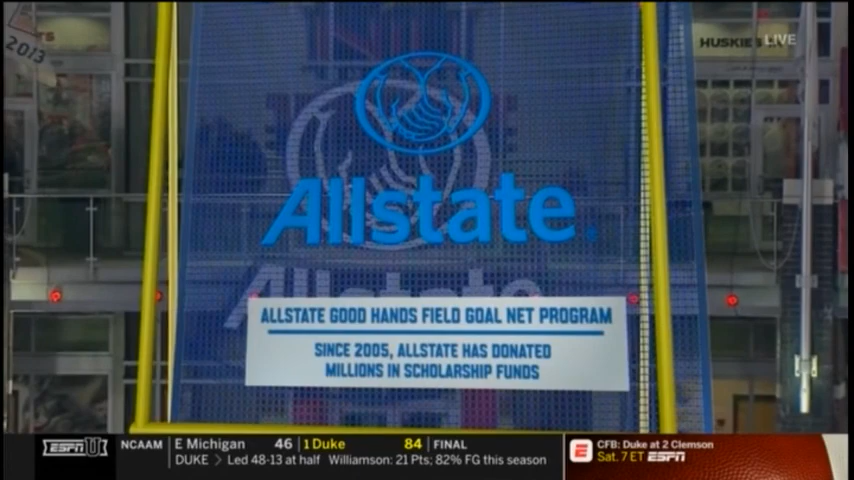 2013
HUSKIES
LIVE
Allstate
Allstate
ALLSTATE GOOD HANDS FIELD GOAL NET PROGRAM
SINCE 2005, ALLSTATE HAS DONATED
MILLIONS IN SCHOLARSHIP FUNDS
ESPNU
NCAAM
E Michigan 46 1 Duke 84 FINAL
DUKE > Led 48-13 at half Williamson: 21 Pts; 82% FG this season
E
CFB: Duke at 2 Clemson
Sat. 7 ET ESPN